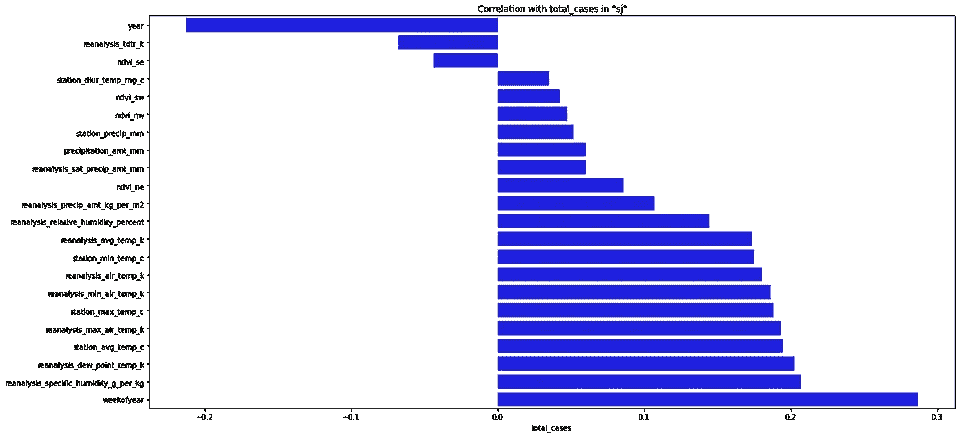 Correlation with total_cases in "sj"
year
reanalysis_tdtr_k
ndvi_se
station_diur_temp_rng_c
ndvi_sw
ndvi_nw
station_precip_mm
precipitation_amt_mm
reanalysis_sat_precip_amt_mm
ndvi_ne
reanalysis_precip_amt_kg_per_m2
reanalysis_relative_humidity_percent
reanalysis_avg_temp_k
station_min_temp_c
reanalysis_air_temp_k
reanalysis_min_air_temp_k
station_max_temp_c
reanalysis_max_air_temp_k
station_avg_temp_c
reanalysis_dew_point_temp_k
reanalysis_specific_humidity_g_per_kg
weekofyear
−0.2 −0.1 0.0 0.1 0.2 0.3
total_cases